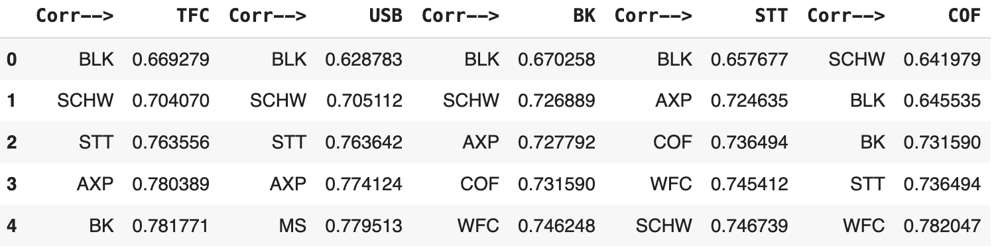 Corr--> TFC Corr--> USB Corr--> BK Corr--> STT Corr--> COF
0 BLK 0.669279 BLK 0.628783 BLK 0.670258 BLK 0.657677 SCHW 0.641979
1 SCHW 0.704070 SCHW 0.705112 SCHW 0.726889 AXP 0.724635 BLK 0.645535
2 STT 0.763556 STT 0.763642 AXP 0.727792 COF 0.736494 BK 0.731590
3 AXP 0.780389 AXP 0.774124 COF 0.731590 WFC 0.745412 STT 0.736494
4 BK 0.781771 MS 0.779513 WFC 0.746248 SCHW 0.746739 WFC 0.782047